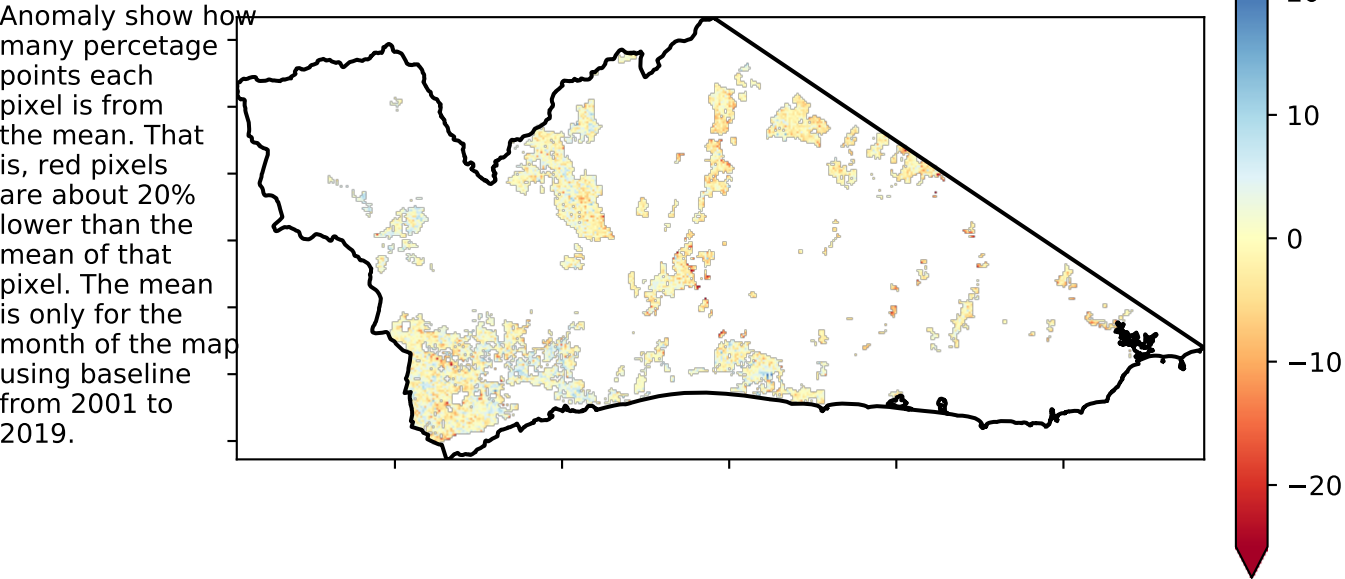 Anomaly show how
many percetage
points each
pixel is from
the mean. That
is, red pixels
are about 20%
lower than the
mean of that
pixel. The mean
is only for the
month of the map
using baseline
from 2001 to
2019.
10
0
−10
−20